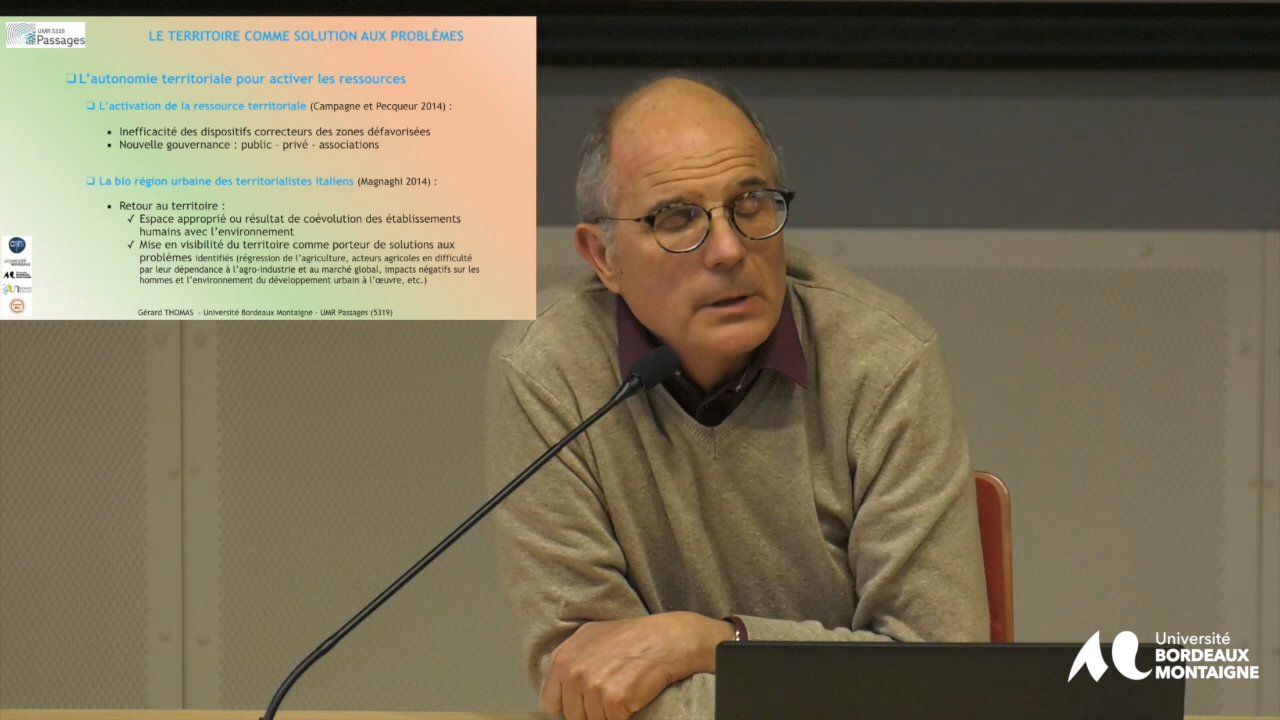 UMR 5319
Passages
LE TERRITOIRE COMME SOLUTION AUX PROBLÈMES
❑ L'autonomie territoriale pour activer les ressources
❑ L'activation de la ressource territoriale (Campagne et Pecqueur 2014) :
▪ Inefficacité des dispositifs correcteurs des zones défavorisées
▪ Nouvelle gouvernance : public – privé - associations
❑ La bio région urbaine des territorialistes italiens (Magnaghi 2014) :
▪ Retour au territoire :
✓ Espace approprié ou résultat de coévolution des établissements
humains avec l'environnement
✓ Mise en visibilité du territoire comme porteur de solutions aux
problèmes identifiés (régression de l'agriculture, acteurs agricoles en difficulté
par leur dépendance à l'agro-industrie et au marché global, impacts négatifs sur les
hommes et l'environnement du développement urbain à l'œuvre, etc.)
Gérard THOMAS - Université Bordeaux Montaigne - UMR Passages (5319)
Université
BORDEAUX
MONTAIGNE